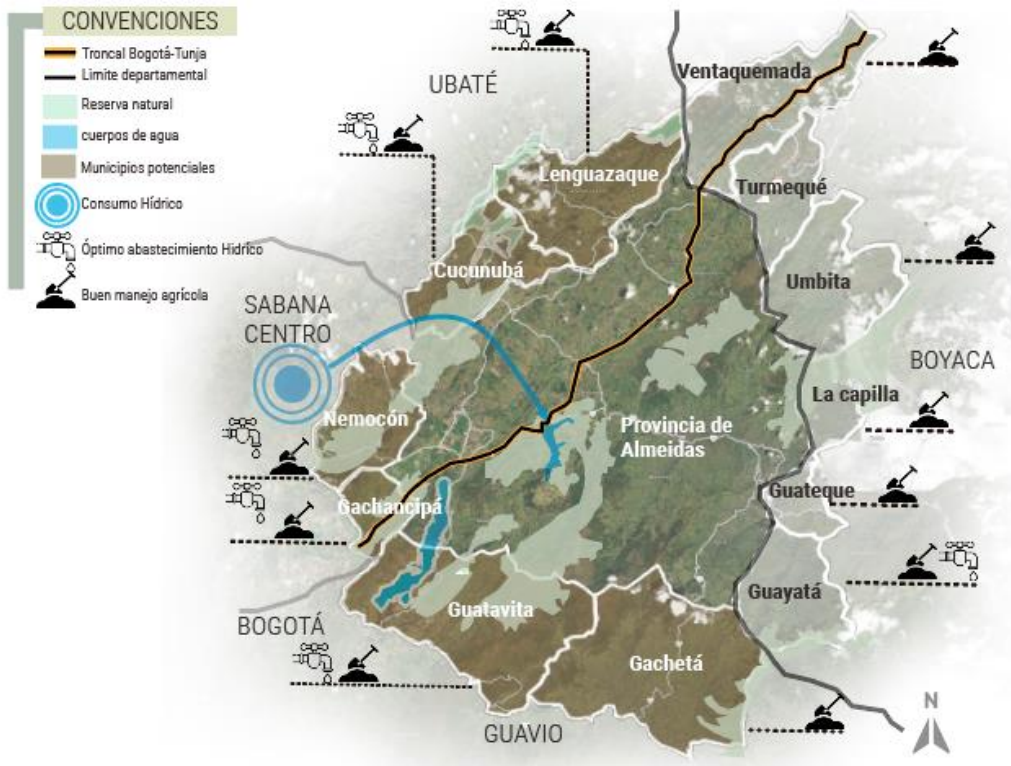 CONVENCIONES
Troncal Bogotá-Tunja
Limite departamental
Reserva natural
cuerpos de agua
Municipios potenciales
Consumo Hídrico
Óptimo abastecimiento Hidríco
Buen manejo agrícola
UBATÉ
Ventaquemada
Lenguazaque
Turmequé
Cucunubá
Umbita
SABANA
CENTRO
BOYACA
La capilla
Nemocón
Provincia de
Almeidas
Guateque
Gachancipá
Guayatá
Guatavita
BOGOTÁ
Gachetá
GUAVIO
N